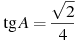 tgA = √2/4